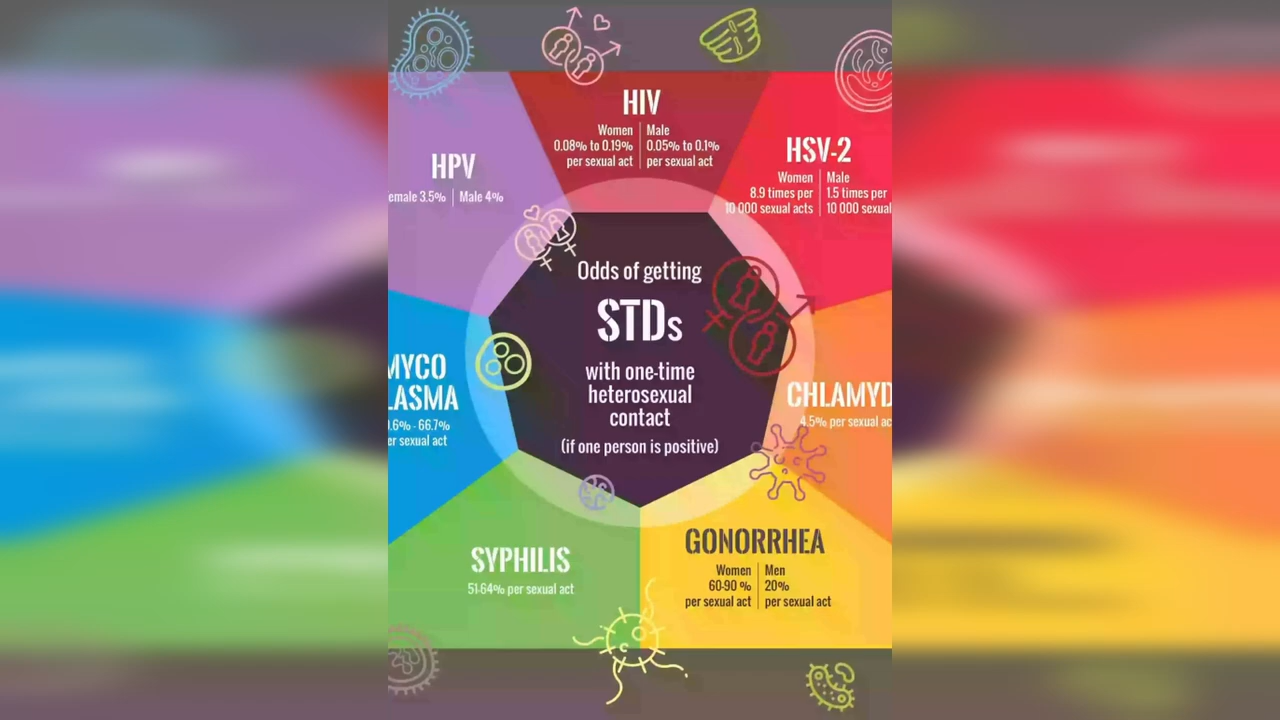 HIV
Women | Male
0.08% to 0.19% | 0.05% to 0.1%
per sexual act | per sexual act
HSV-2
Women | Male
8.9 times per | 1.5 times per
10 000 sexual acts | 10 000 sexual
HPV
emale 3.5% | Male 4%
Odds of getting
STDs
with one-time
heterosexual
contact
(if one person is positive)
MYCO
LASMA
.6% - 66.7%
er sexual act
CHLAMYD
4.5% per sexual ac
SYPHILIS
51-64% per sexual act
GONORRHEA
Women | Men
60-90 % | 20%
per sexual act | per sexual act